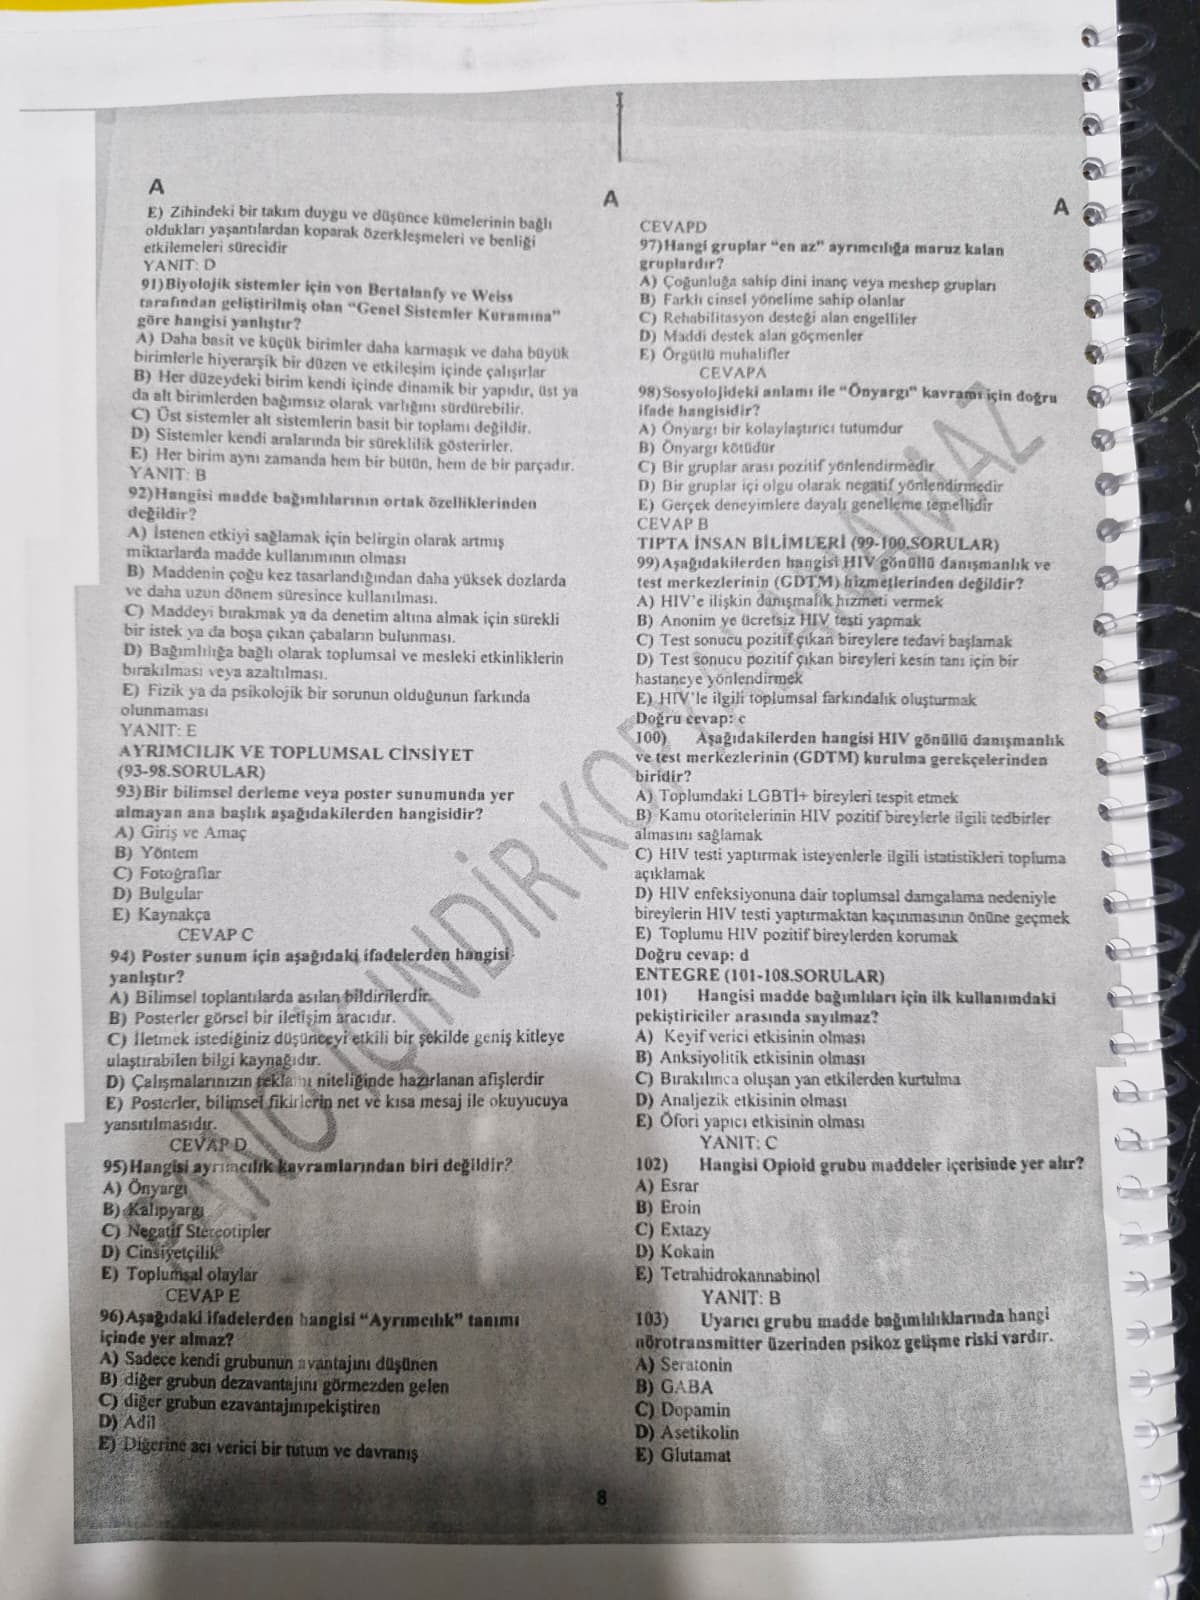 A
E) Zihindeki bir takım duygu ve düşünce kümelerinin bağlı
oldukları yaşantılardan koparak özerkleşmeleri ve benliği
etkilemeleri sürecidir
YANIT: D
91)Biyolojik sistemler için von Bertalanfy ve Weiss
tarafından geliştirilmiş olan “Genel Sistemler Kuramına”
göre hangisi yanlıştır?
A) Daha basit ve küçük birimler daha karmaşık ve daha büyük
birimlerle hiyerarşik bir düzen ve etkileşim içinde çalışırlar
B) Her düzeydeki birim kendi içinde dinamik bir yapıdır, üst ya
da alt birimlerden bağımsız olarak varlığını sürdürebilir.
C) Üst sistemler alt sistemlerin basit bir toplamı değildir.
D) Sistemler kendi aralarında bir süreklilik gösterirler.
E) Her birim aynı zamanda hem bir bütün, hem de bir parçadır.
YANIT: B
92)Hangisi madde bağımlılarının ortak özelliklerinden
değildir?
A) İstenen etkiyi sağlamak için belirgin olarak artmış
miktarlarda madde kullanımının olması
B) Maddenin çoğu kez tasarlandığından daha yüksek dozlarda
ve daha uzun dönem süresince kullanılması.
C) Maddeyi bırakmak ya da denetim altına almak için sürekli
bir istek ya da boşa çıkan çabaların bulunması.
D) Bağımlılığa bağlı olarak toplumsal ve mesleki etkinliklerin
bırakılması veya azaltılması.
E) Fizik ya da psikolojik bir sorunun olduğunun farkında
olunmaması
YANIT: E
AYRIMCILIK VE TOPLUMSAL CİNSİYET
(93-98.SORULAR)
93)Bir bilimsel derleme veya poster sunumunda yer
almayan ana başlık aşağıdakilerden hangisidir?
A) Giriş ve Amaç
B) Yöntem
C) Fotoğraflar
D) Bulgular
E) Kaynakça
CEVAP C
94) Poster sunum için aşağıdaki ifadelerden hangisi
yanlıştır?
A) Bilimsel toplantılarda asılan bildirilerdir.
B) Posterler görsel bir iletişim aracıdır.
C) İletmek istediğiniz düşünceyi etkili bir şekilde geniş kitleye
ulaştırabilen bilgi kaynağıdır.
D) Çalışmalarınızın reklamı niteliğinde hazırlanan afişlerdir
E) Posterler, bilimsel fikirlerin net ve kısa mesaj ile okuyucuya
yansıtılmasıdır.
CEVAP D
95)Hangisi ayrımcılık kavramlarından biri değildir?
A) Önyargı
B) Kalıpyargı
C) Negatif Stereotipler
D) Cinsiyetçilik
E) Toplumsal olaylar
CEVAP E
96)Aşağıdaki ifadelerden hangisi “Ayrımcılık” tanımı
içinde yer almaz?
A) Sadece kendi grubunun avantajını düşünen
B) diğer grubun dezavantajını görmezden gelen
C) diğer grubun ezavantajınıpekiştiren
D) Adil
E) Diğerine acı verici bir tutum ve davranış
A
A
CEVAPD
97)Hangi gruplar “en az” ayrımcılığa maruz kalan
gruplardır?
A) Çoğunluğa sahip dini inanç veya meshep grupları
B) Farklı cinsel yönelime sahip olanlar
C) Rehabilitasyon desteği alan engelliler
D) Maddi destek alan göçmenler
E) Örgütlü muhalifler
CEVAPA
98)Sosyolojideki anlamı ile “Önyargı” kavramı için doğru
ifade hangisidir?
A) Önyargı bir kolaylaştırıcı tutumdur
B) Önyargı kötüdür
C) Bir gruplar arası pozitif yönlendirmedir
D) Bir gruplar içi olgu olarak negatif yönlendirmedir
E) Gerçek deneyimlere dayalı genelleme temellidir
CEVAP B
TIPTA İNSAN BİLİMLERİ (99-100.SORULAR)
99)Aşağıdakilerden hangisi HIV gönüllü danışmanlık ve
test merkezlerinin (GDTM) hizmetlerinden değildir?
A) HIV’e ilişkin danışmalık hizmeti vermek
B) Anonim ve ücretsiz HIV testi yapmak
C) Test sonucu pozitif çıkan bireylere tedavi başlamak
D) Test sonucu pozitif çıkan bireyleri kesin tanı için bir
hastaneye yönlendirmek
E) HIV’le ilgili toplumsal farkındalık oluşturmak
Doğru cevap: c
100) Aşağıdakilerden hangisi HIV gönüllü danışmanlık
ve test merkezlerinin (GDTM) kurulma gerekçelerinden
biridir?
A) Toplumdaki LGBTİ+ bireyleri tespit etmek
B) Kamu otoritelerinin HIV pozitif bireylerle ilgili tedbirler
almasını sağlamak
C) HIV testi yaptırmak isteyenlerle ilgili istatistikleri topluma
açıklamak
D) HIV enfeksiyonuna dair toplumsal damgalama nedeniyle
bireylerin HIV testi yaptırmaktan kaçınmasının önüne geçmek
E) Toplumu HIV pozitif bireylerden korumak
Doğru cevap: d
ENTEGRE (101-108.SORULAR)
101) Hangisi madde bağımlıları için ilk kullanımdaki
pekiştiriciler arasında sayılmaz?
A) Keyif verici etkisinin olması
B) Anksiyolitik etkisinin olması
C) Bırakılınca oluşan yan etkilerden kurtulma
D) Analjezik etkisinin olması
E) Öfori yapıcı etkisinin olması
YANIT: C
102) Hangisi Opioid grubu maddeler içerisinde yer alır?
A) Esrar
B) Eroin
C) Extazy
D) Kokain
E) Tetrahidrokannabinol
YANIT: B
103) Uyarıcı grubu madde bağımlılıklarında hangi
nörotransmitter üzerinden psikoz gelişme riski vardır.
A) Seratonin
B) GABA
C) Dopamin
D) Asetikolin
E) Glutamat
8
PANO İÇİNDİR